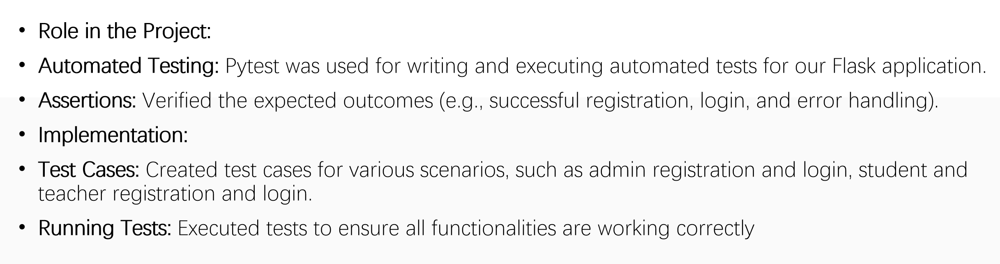 • Role in the Project:
• Automated Testing: Pytest was used for writing and executing automated tests for our Flask application.
• Assertions: Verified the expected outcomes (e.g., successful registration, login, and error handling).
• Implementation:
• Test Cases: Created test cases for various scenarios, such as admin registration and login, student and
teacher registration and login.
• Running Tests: Executed tests to ensure all functionalities are working correctly